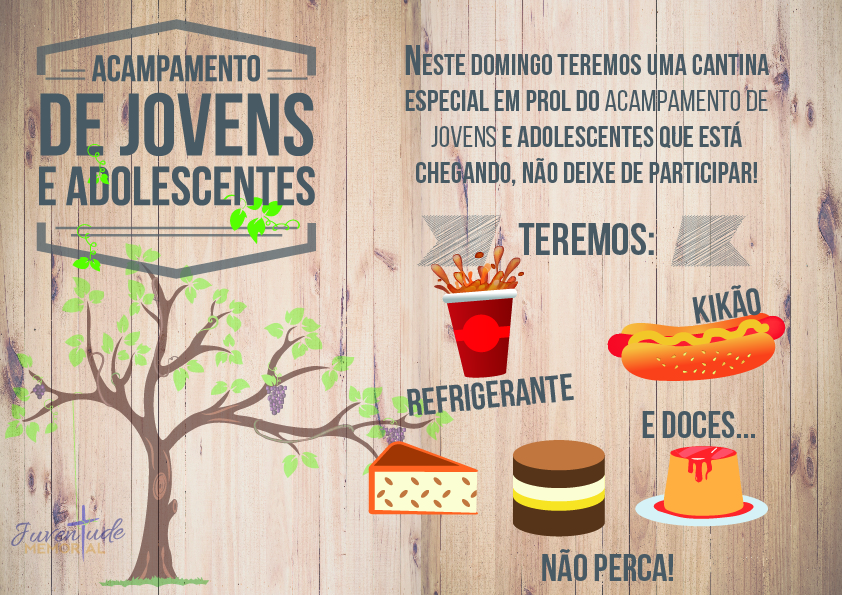 ACAMPAMENTO
DE JOVENS
E ADOLESCENTES
NESTE DOMINGO TEREMOS UMA CANTINA
ESPECIAL EM PROL DO ACAMPAMENTO DE
JOVENS E ADOLESCENTES QUE ESTÁ
CHEGANDO, NÃO DEIXE DE PARTICIPAR!
TEREMOS:
KIKÃO
REFRIGERANTE
E DOCES...
NÃO PERCA!
Juventude
MEMORIAL